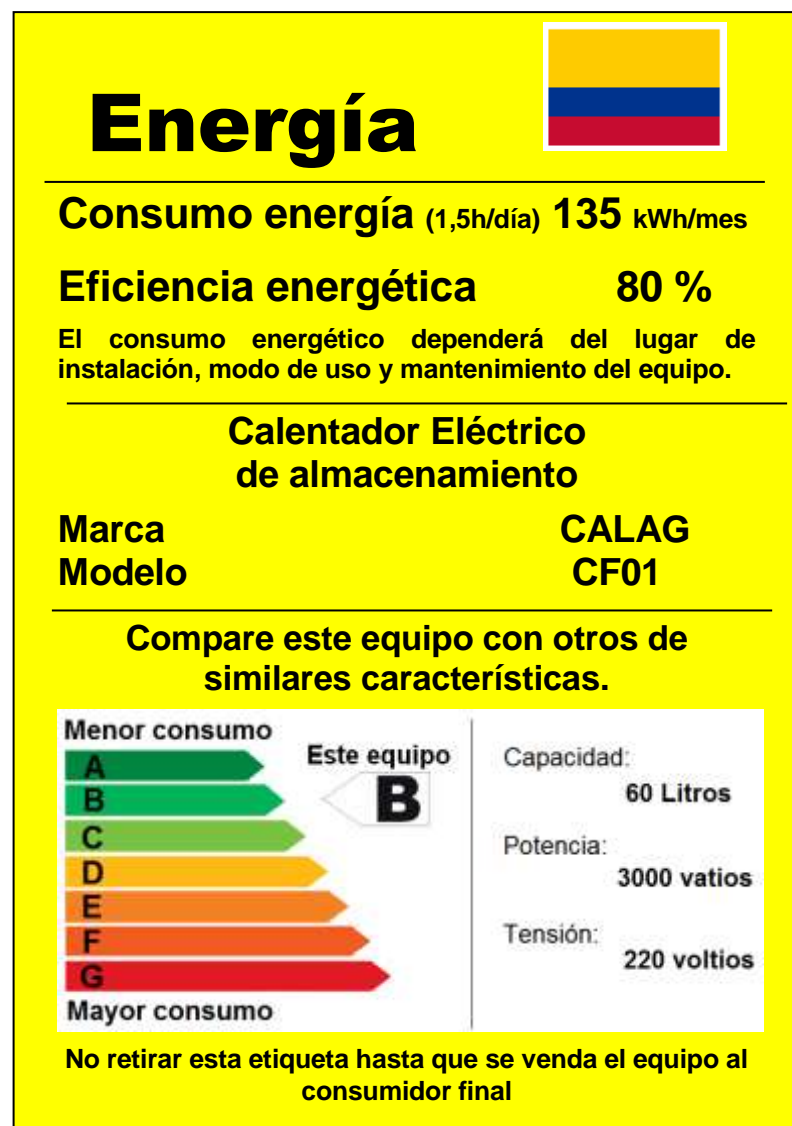 Energía
Consumo energía (1,5h/día) 135 kWh/mes
Eficiencia energética 80 %
El consumo energético dependerá del lugar de
instalación, modo de uso y mantenimiento del equipo.
Calentador Eléctrico
de almacenamiento
Marca CALAG
Modelo CF01
Compare este equipo con otros de
similares características.
Menor consumo
A
B
C
D
E
F
G
Mayor consumo
Este equipo
B
Capacidad:
60 Litros
Potencia:
3000 vatios
Tensión:
220 voltios
No retirar esta etiqueta hasta que se venda el equipo al
consumidor final